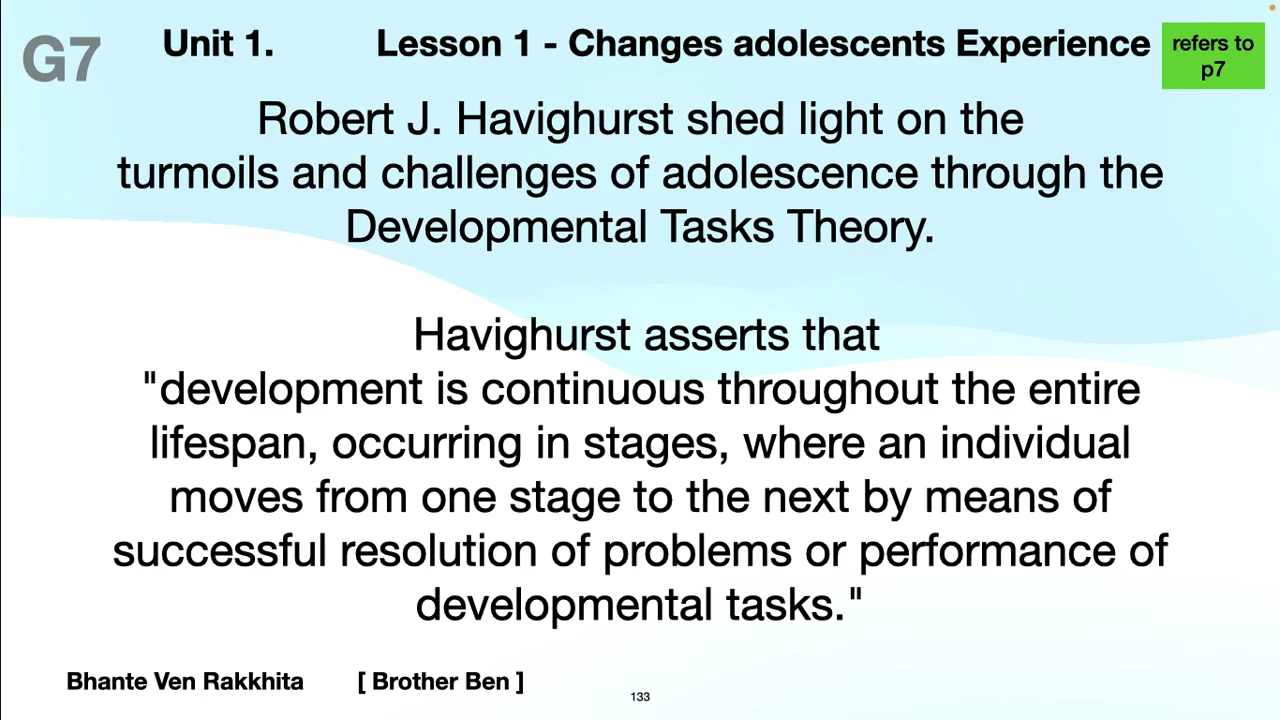 G7
Unit 1. Lesson 1 - Changes adolescents Experience
refers to
p7
Robert J. Havighurst shed light on the
turmoils and challenges of adolescence through the
Developmental Tasks Theory.
Havighurst asserts that
"development is continuous throughout the entire
lifespan, occurring in stages, where an individual
moves from one stage to the next by means of
successful resolution of problems or performance of
developmental tasks."
Bhante Ven Rakkhita [ Brother Ben ]
133